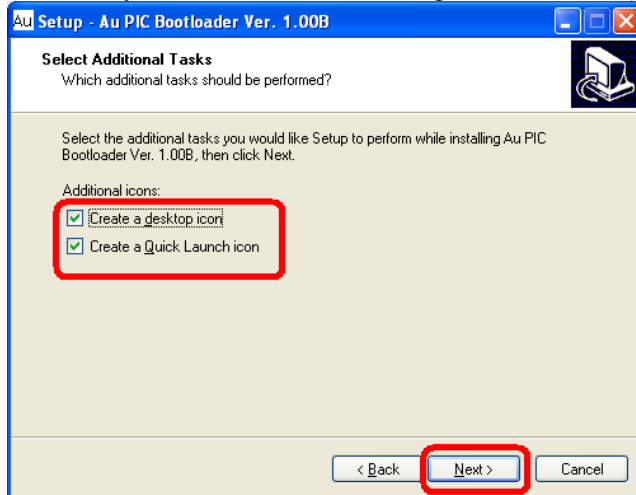 Au Setup - Au PIC Bootloader Ver. 1.00B
Select Additional Tasks
Which additional tasks should be performed?
Select the additional tasks you would like Setup to perform while installing Au PIC
Bootloader Ver. 1.00B, then click Next.
Additional icons:
Create a desktop icon
Create a Quick Launch icon
< Back Next > Cancel